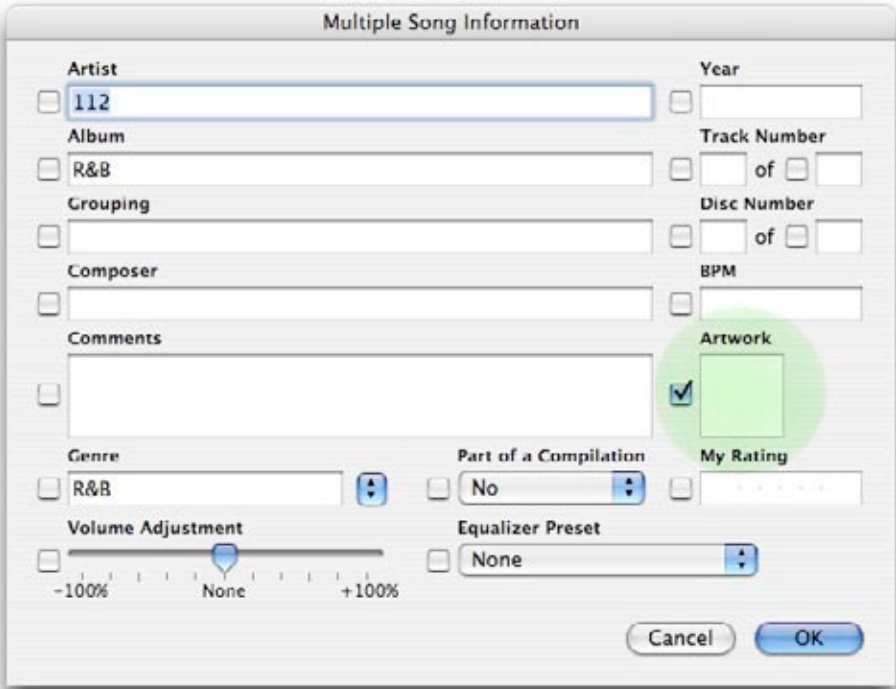 Multiple Song Information
Artist Year
112
Album Track Number
R&B of
Grouping Disc Number
of
Composer BPM
Comments Artwork
Genre Part of a Compilation My Rating
R&B No
Volume Adjustment Equalizer Preset
None
-100% None +100%
Cancel OK